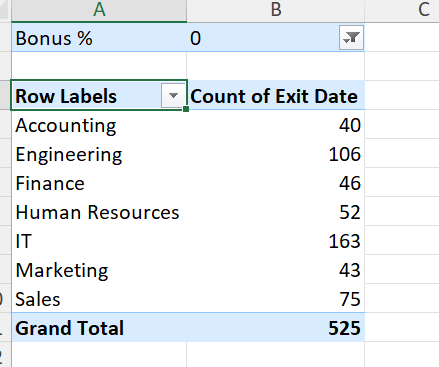 A B C
Bonus % 0
Row Labels Count of Exit Date
Accounting 40
Engineering 106
Finance 46
Human Resources 52
IT 163
Marketing 43
Sales 75
Grand Total 525